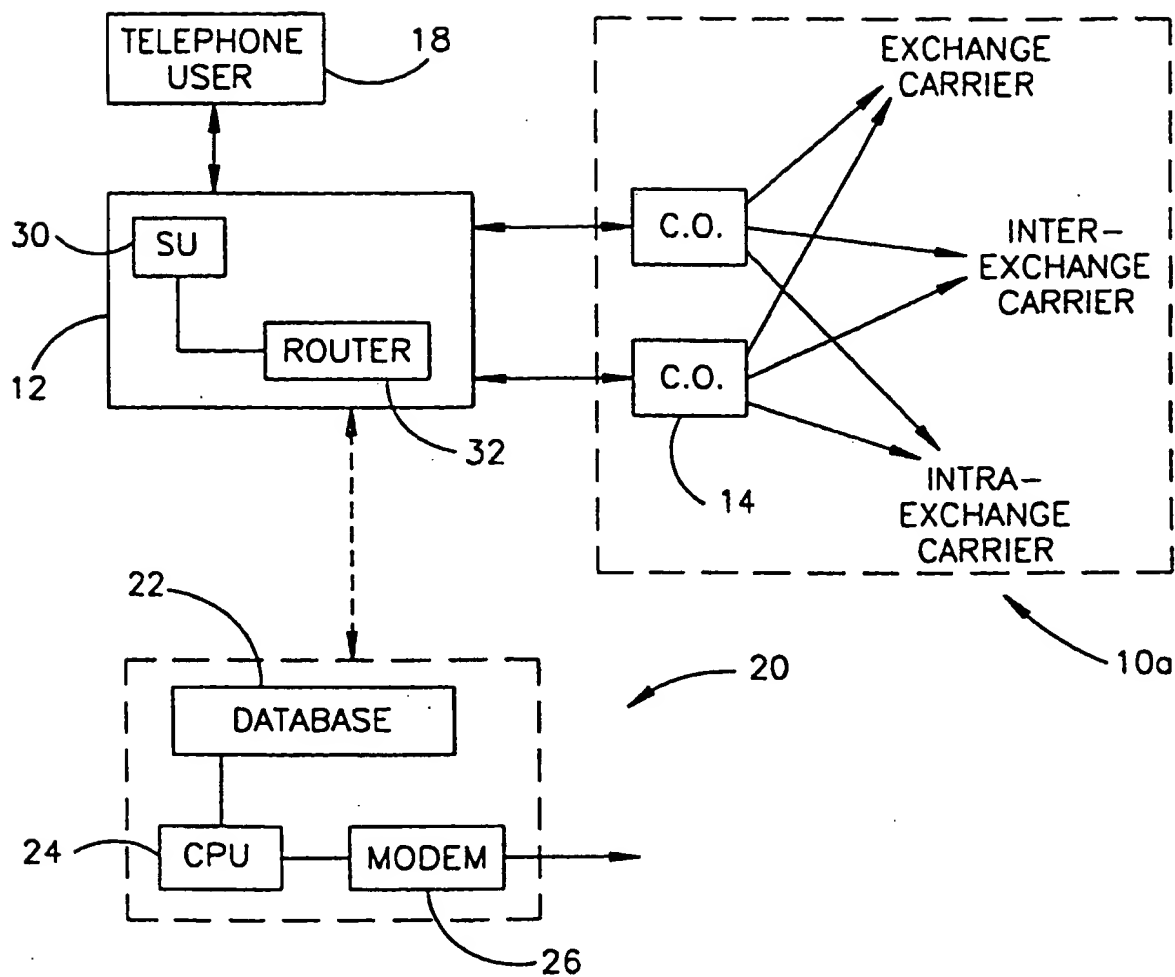 TELEPHONE
USER
18
EXCHANGE
CARRIER
30
SU
C.O.
INTER-
EXCHANGE
CARRIER
ROUTER
C.O.
12
32
14
INTRA-
EXCHANGE
CARRIER
22
20
10a
DATABASE
24
CPU
MODEM
26